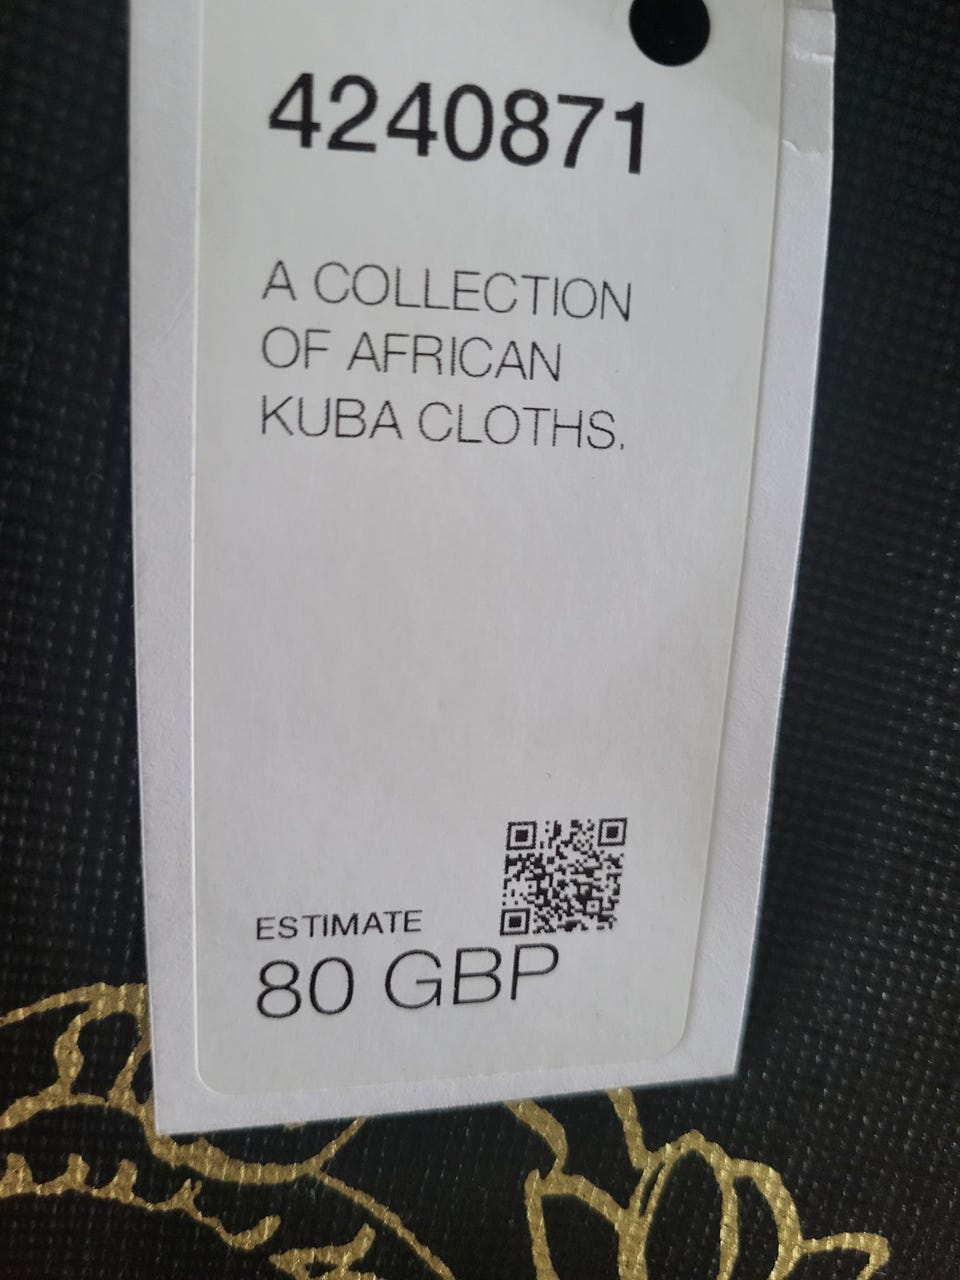 4240871
A COLLECTION
OF AFRICAN
KUBA CLOTHS.
ESTIMATE
80 GBP